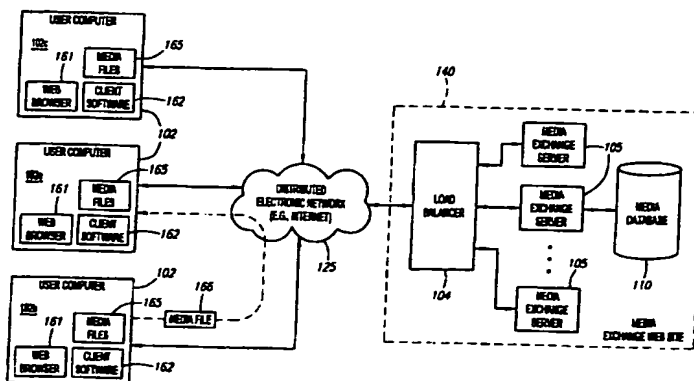 USER COMPUTER
102c
161
MEDIA
FILES
165
WEB
BROWSER
CLIENT
SOFTWARE
162
102
USER COMPUTER
165
161
MEDIA
FILES
WEB
BROWSER
CLIENT
SOFTWARE
162
102
USER COMPUTER
165
161
MEDIA
FILES
166
MEDIA FILE
WEB
BROWSER
CLIENT
SOFTWARE
162
DISTRIBUTED
ELECTRONIC NETWORK
(E.G., INTERNET)
125
140
LOAD
BALANCER
104
MEDIA
EXCHANGE
SERVER
105
MEDIA
EXCHANGE
SERVER
105
MEDIA
EXCHANGE
SERVER
MEDIA
DATABASE
110
MEDIA
EXCHANGE WEB SITE